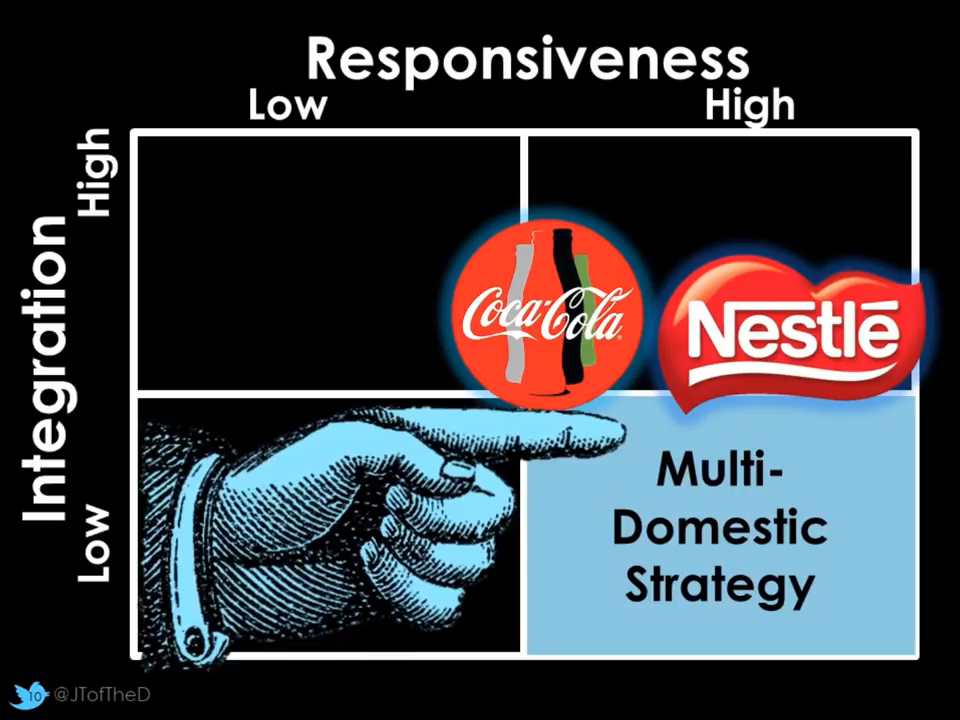 Responsiveness
Low
High
High
Integration
Low
Coca-Cola
Nestlé
Multi-
Domestic
Strategy
10
@JTofTheD